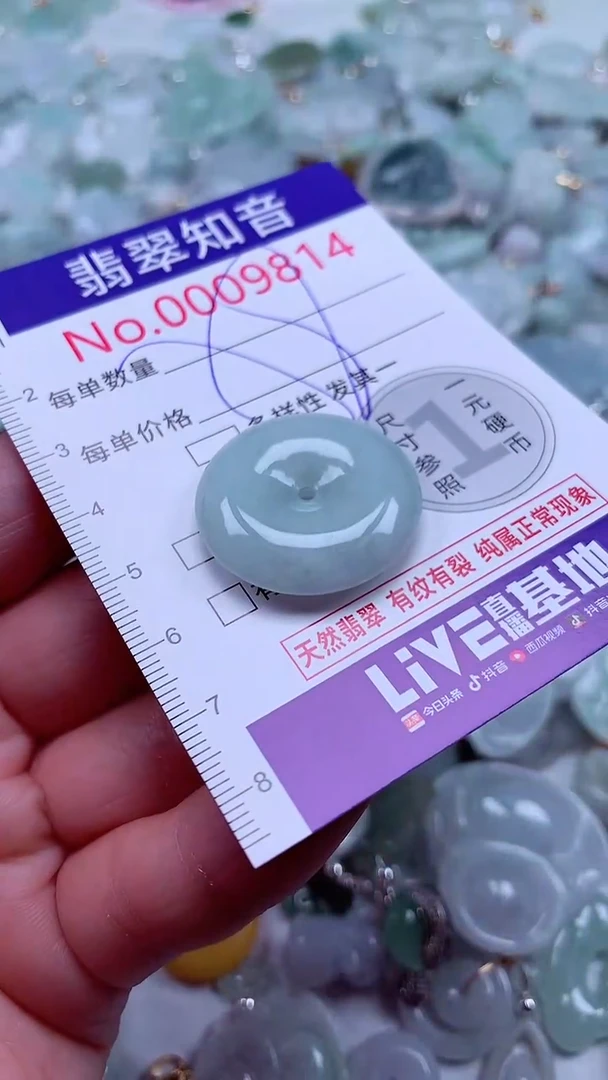 翡翠知音
No.0009814
每单数量
每单价格
多样性 发其一
尺寸参照
一元硬币
1
天然翡翠 有纹有裂 纯属正常现象
LiVE直播基地
今日头条 抖音 西瓜视频 抖音
2
3
4
5
6
7
8